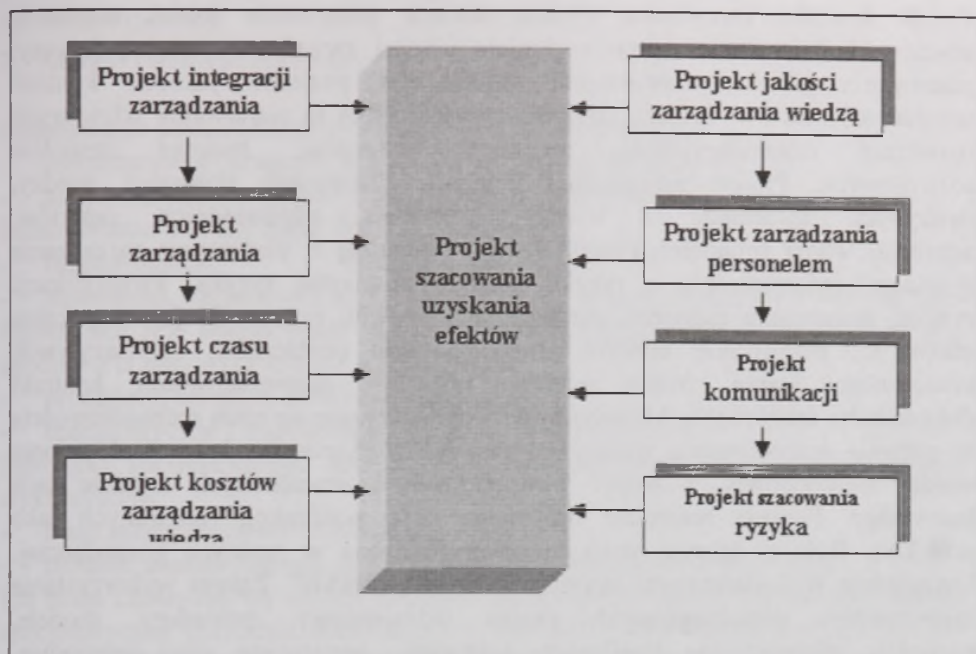 Projekt integracji
zarządzania
Projekt
zarządzania
Projekt czasu
zarządzania
Projekt kosztów
zarządzania
wiedzą
Projekt
szacowania
uzyskania
efektów
Projekt jakości
zarządzania wiedzą
Projekt zarządzania
personelem
Projekt
komunikacji
Projekt szacowania
ryzyka